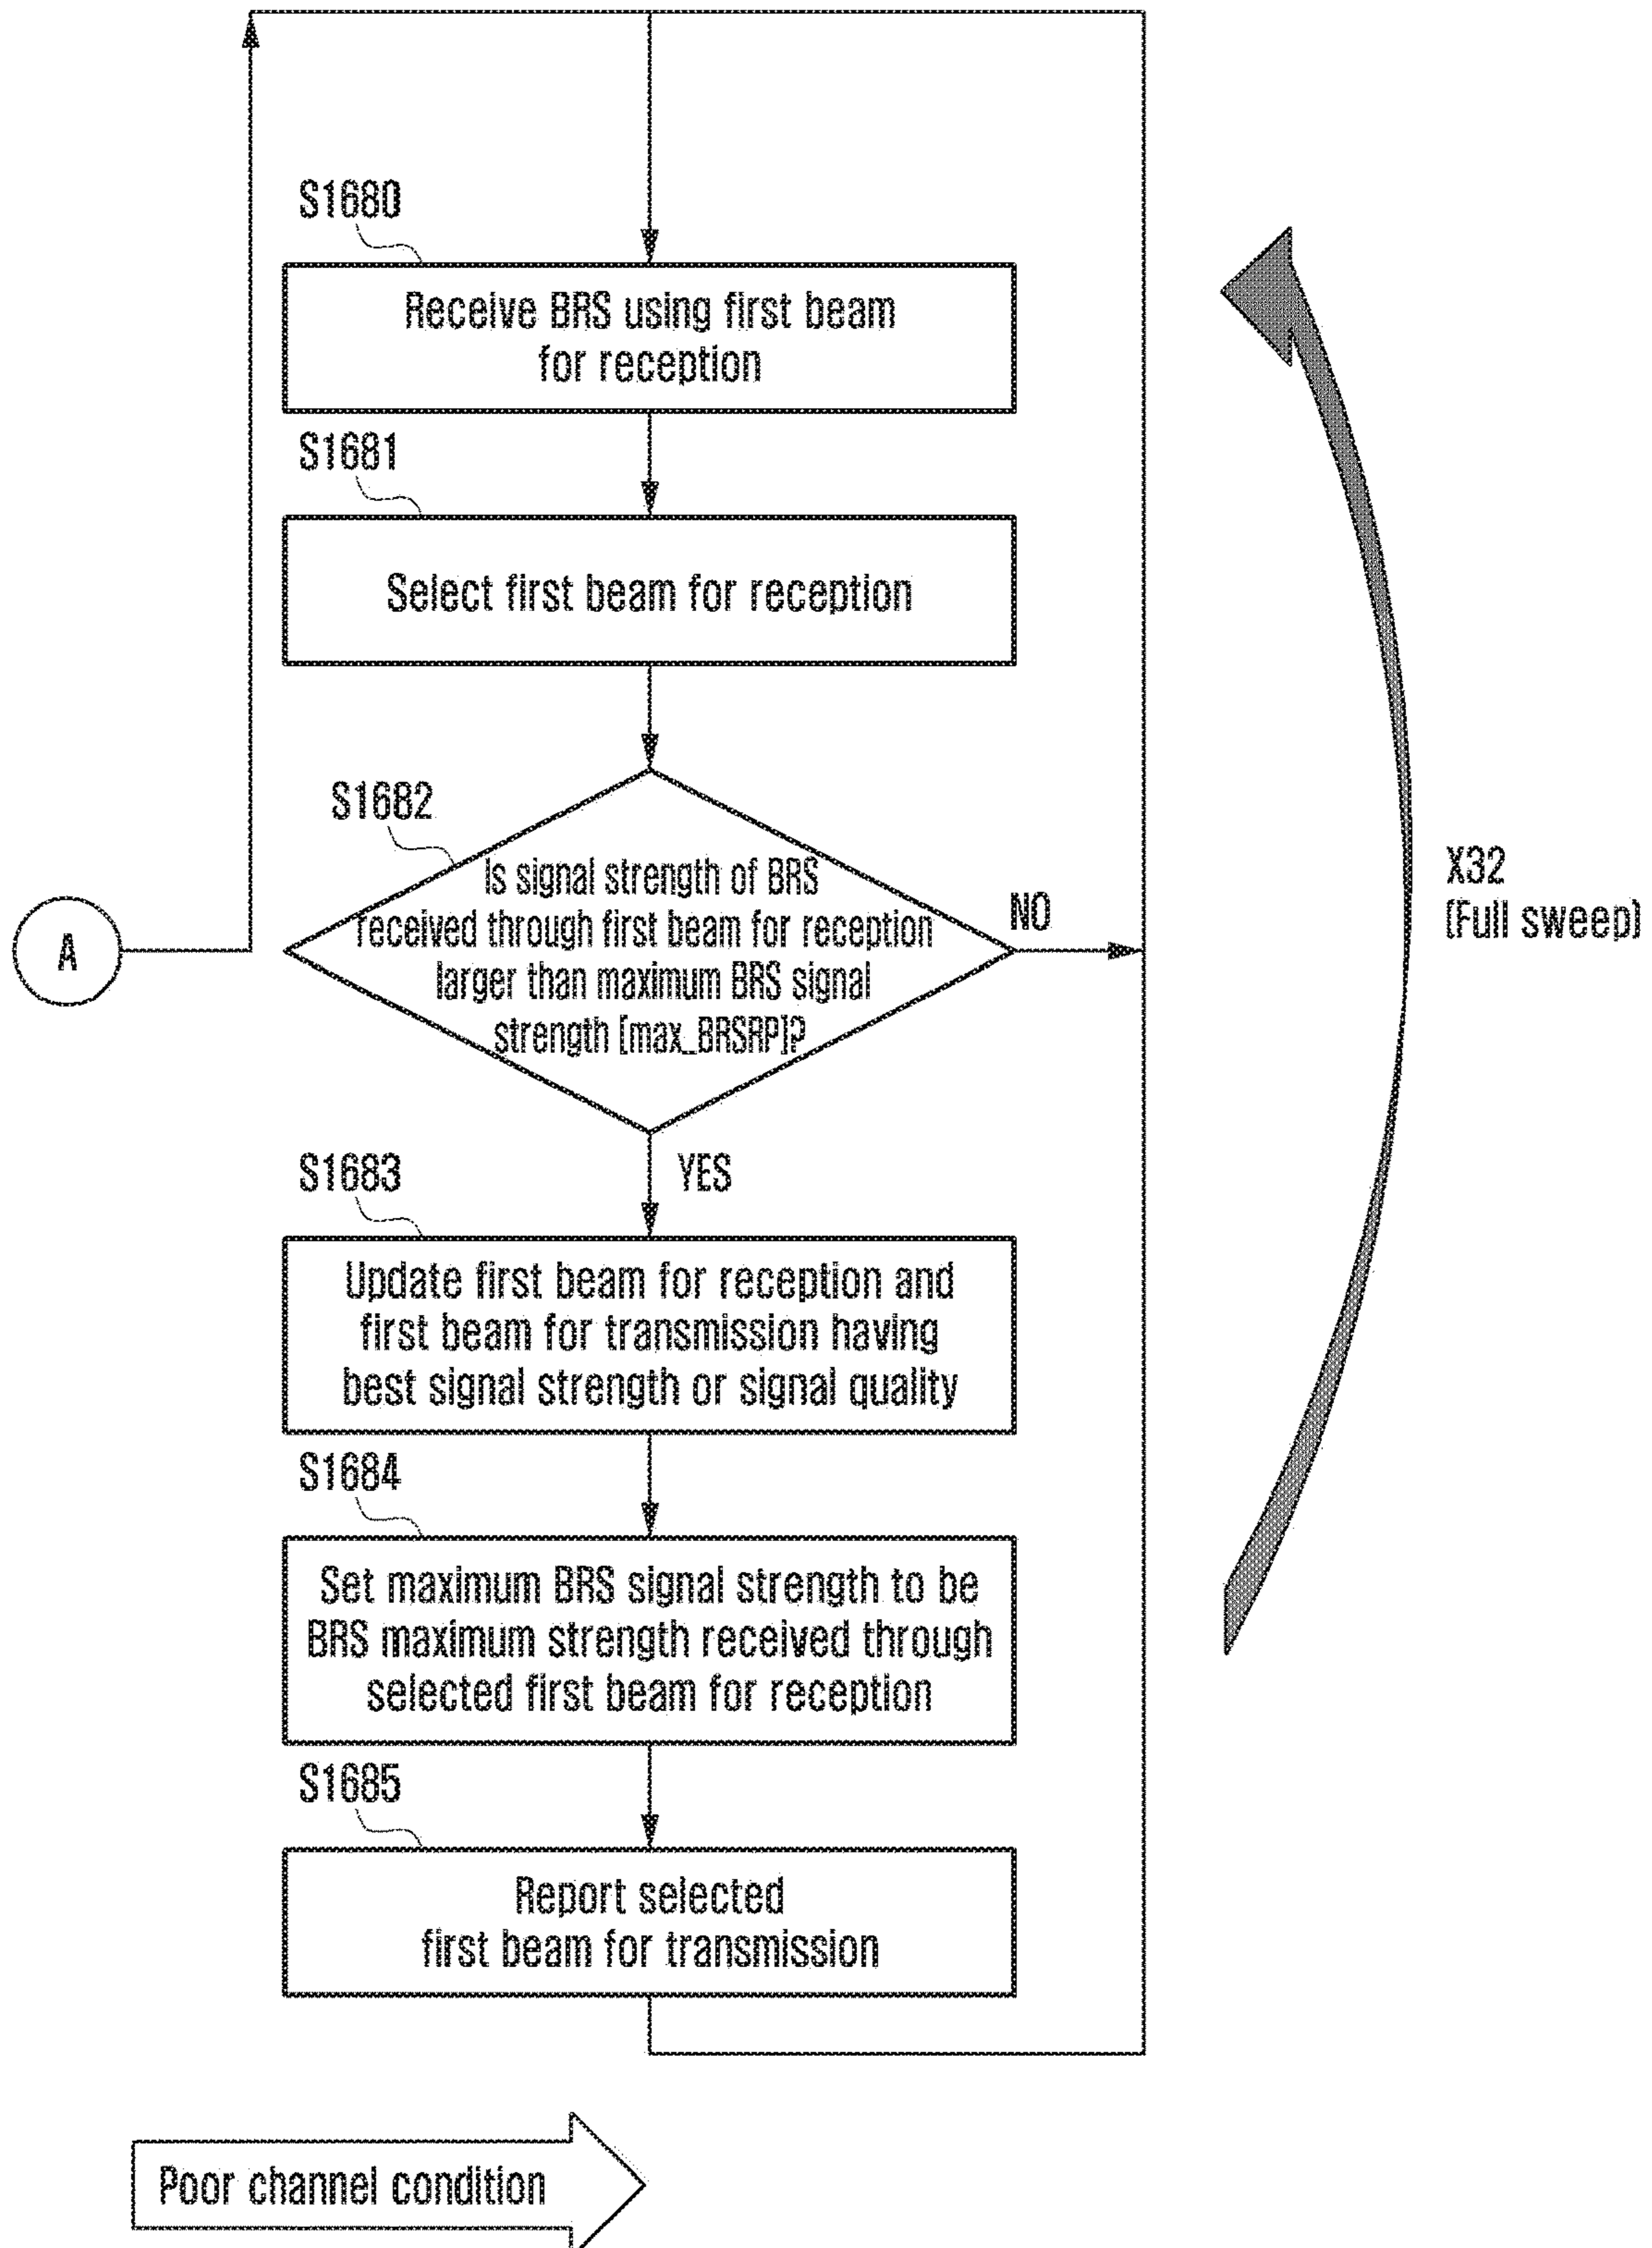 S1680
Receive BRS using first beam
for reception
S1681
Select first beam for reception
S1682
Is signal strength of BRS
received through first beam for reception
larger than maximum BRS signal
strength [max_BRSRP]?
NO
A
X32
(Full sweep)
YES
S1683
Update first beam for reception and
first beam for transmission having
best signal strength or signal quality
S1684
Set maximum BRS signal strength to be
BRS maximum strength received through
selected first beam for reception
S1685
Report selected
first beam for transmission
Poor channel condition